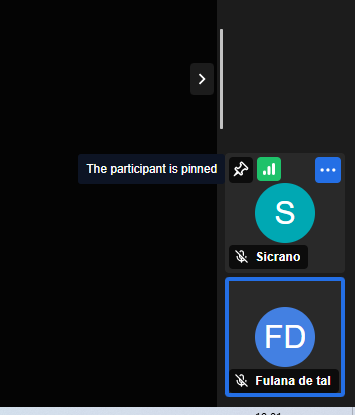 The participant is pinned
S
Sicrano
FD
Fulana de tal